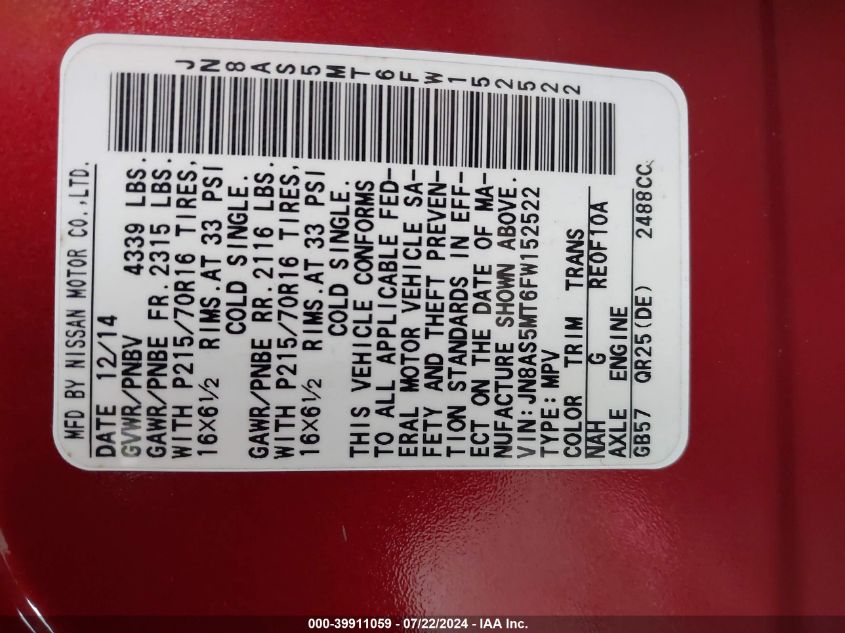 JN8AS5MT6FW152522
MFD BY NISSAN MOTOR CO.,LTD.
DATE 12/14
GVWR/PNBV 4339 LBS.
GAWR/PNBE FR. 2315 LBS.
WITH P215/70R16 TIRES,
16×6½ RIMS.AT 33 PSI
COLD SINGLE.
GAWR/PNBE RR. 2116 LBS.
WITH P215/70R16 TIRES,
16×6½ RIMS.AT 33 PSI
COLD SINGLE.
THIS VEHICLE CONFORMS
TO ALL APPLICABLE FED-
ERAL MOTOR VEHICLE SA-
FETY AND THEFT PREVEN-
TION STANDARDS IN EFF-
ECT ON THE DATE OF MA-
NUFACTURE SHOWN ABOVE.
VIN: JN8AS5MT6FW152522
TYPE: MPV
COLOR TRIM TRANS
NAH G RE0F10A
AXLE ENGINE
GB57 QR25(DE) 2488CC
000-39911059 - 07/22/2024 - IAA Inc.